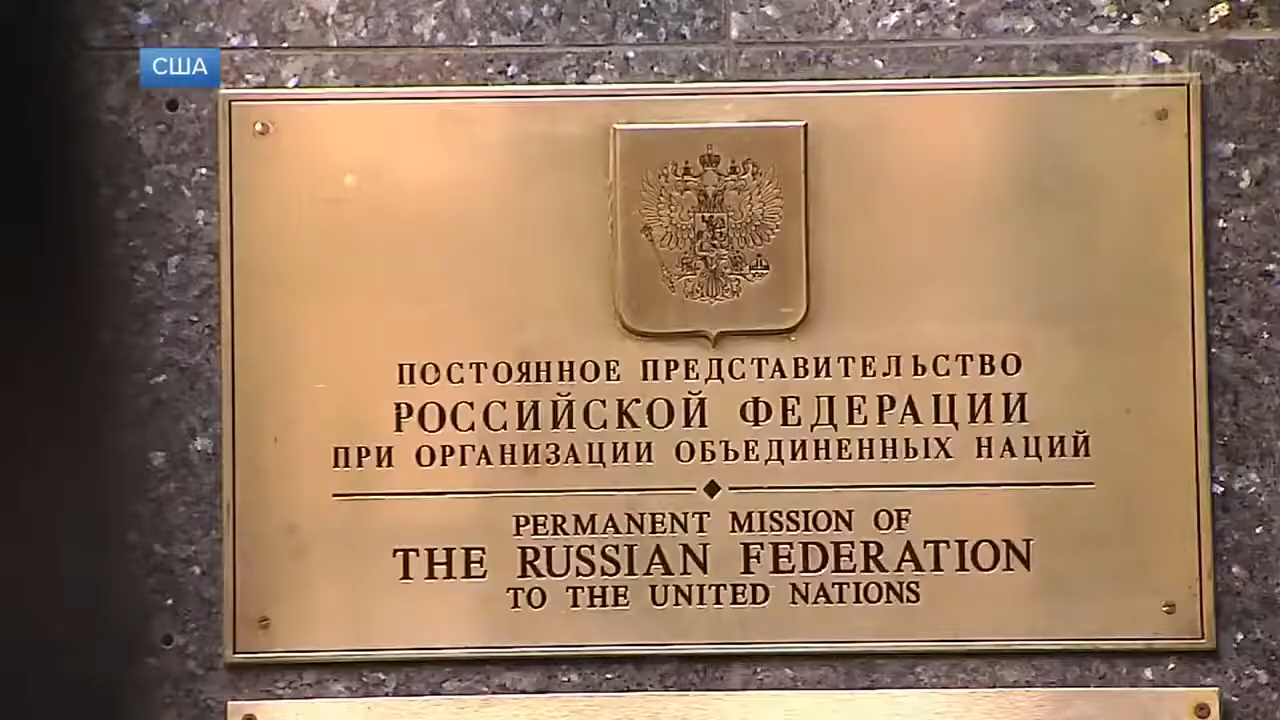 США
ПОСТОЯННОЕ ПРЕДСТАВИТЕЛЬСТВО
РОССИЙСКОЙ ФЕДЕРАЦИИ
ПРИ ОРГАНИЗАЦИИ ОБЪЕДИНЕННЫХ НАЦИЙ
PERMANENT MISSION OF
THE RUSSIAN FEDERATION
TO THE UNITED NATIONS